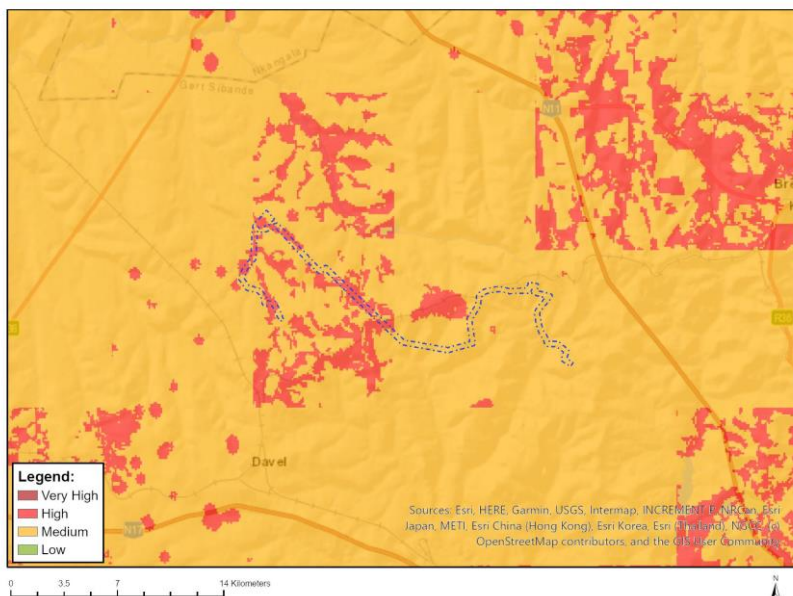 Nkangala
Gert Sibande
N11
Bre
K
R38
Davel
N17
Legend:
Very High
High
Medium
Low
Sources: Esri, HERE, Garmin, USGS, Intermap, INCREMENT P, NRCan, Esri
Japan, METI, Esri China (Hong Kong), Esri Korea, Esri (Thailand), NGCC, (c)
OpenStreetMap contributors, and the GIS User Community
0 3.5 7 14 Kilometers
N